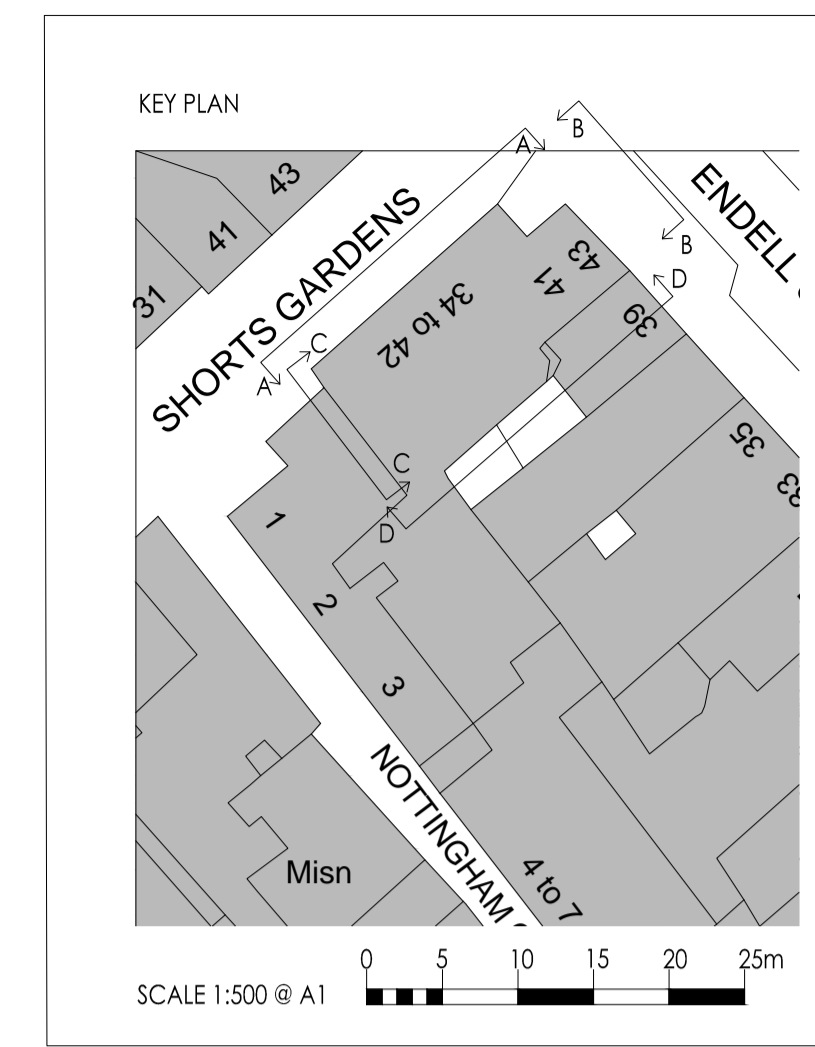 KEY PLAN
A
B
43
41
31
SHORTS GARDENS
ENDELL
B
D
43
41
39
34 to 42
C
A
35
33
C
D
1
2
3
NOTTINGHAM
4 to 7
Misn
0 5 10 15 20 25m
SCALE 1:500 @ A1